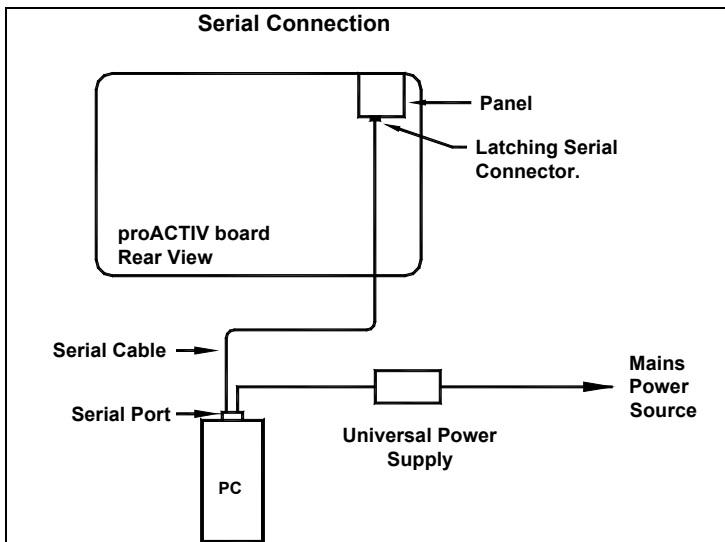 Serial Connection
Panel
Latching Serial
Connector.
proACTIV board
Rear View
Serial Cable
Mains
Power
Source
Serial Port
Universal Power
Supply
PC